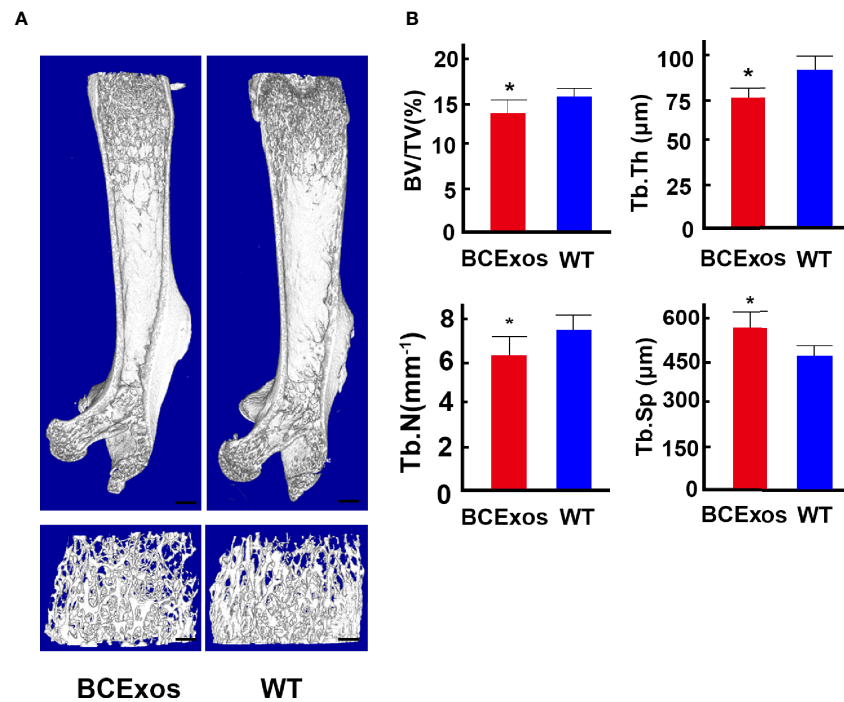 A
BCExos WT
B
BV/TV(%)
20
15
10
5
0
*
BCExos WT
Tb.Th (μm)
100
75
50
25
0
*
BCExos WT
Tb.N(mm⁻¹)
8
6
4
2
0
*
BCExos WT
Tb.Sp (μm)
600
450
300
150
0
*
BCExos WT